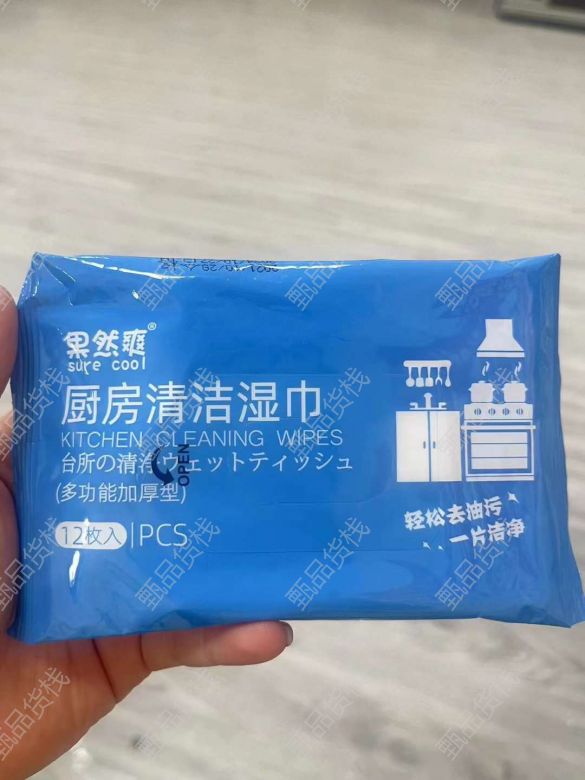 果然爽®
sure cool
厨房清洁湿巾
KITCHEN CLEANING WIPES
台所の清浄ウェットティッシュ
OPEN
(多功能加厚型)
12枚入|PCS
轻松去油污
一片洁净
甄品货栈